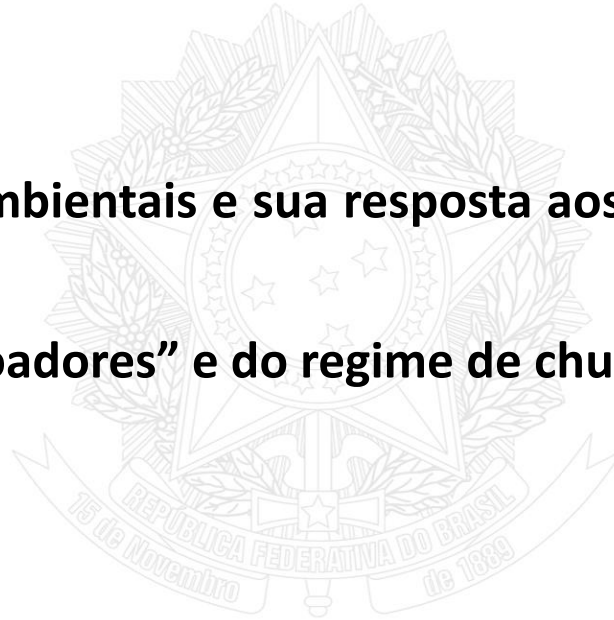 mbientais e sua resposta aos
padores” e do regime de chu
REPÚBLICA FEDERATIVA DO BRASIL
15 de Novembro
de 1889